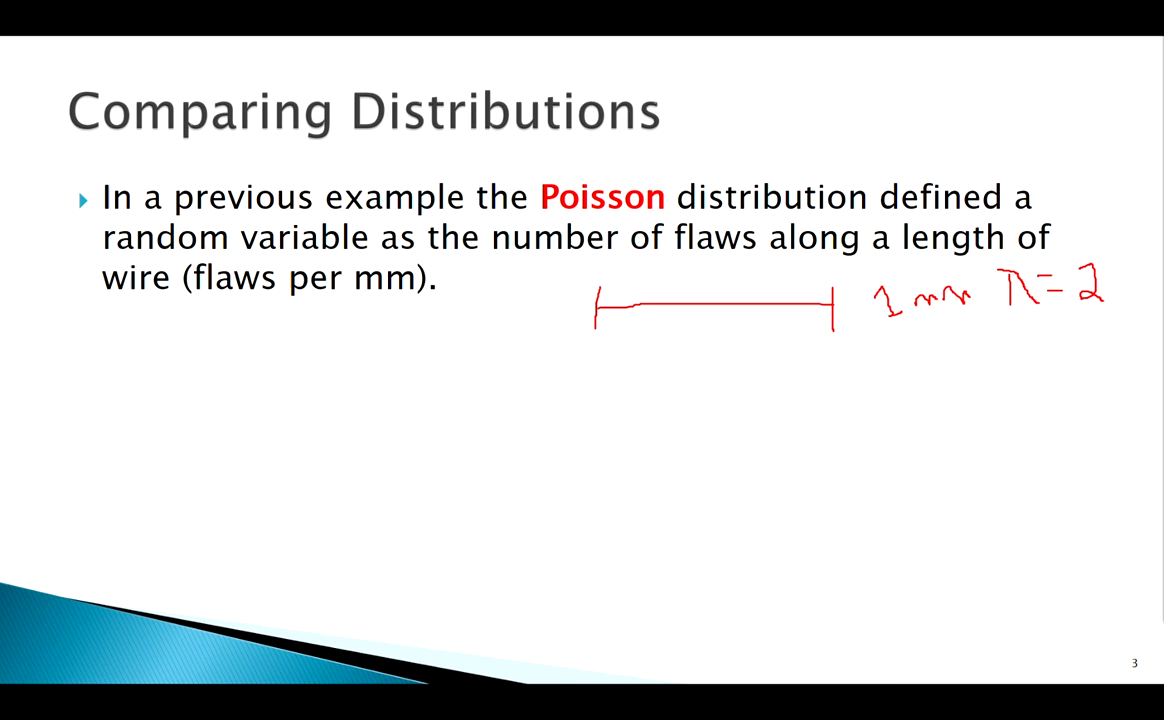 Comparing Distributions
In a previous example the Poisson distribution defined a
random variable as the number of flaws along a length of
wire (flaws per mm).
1 mm λ = 2
3